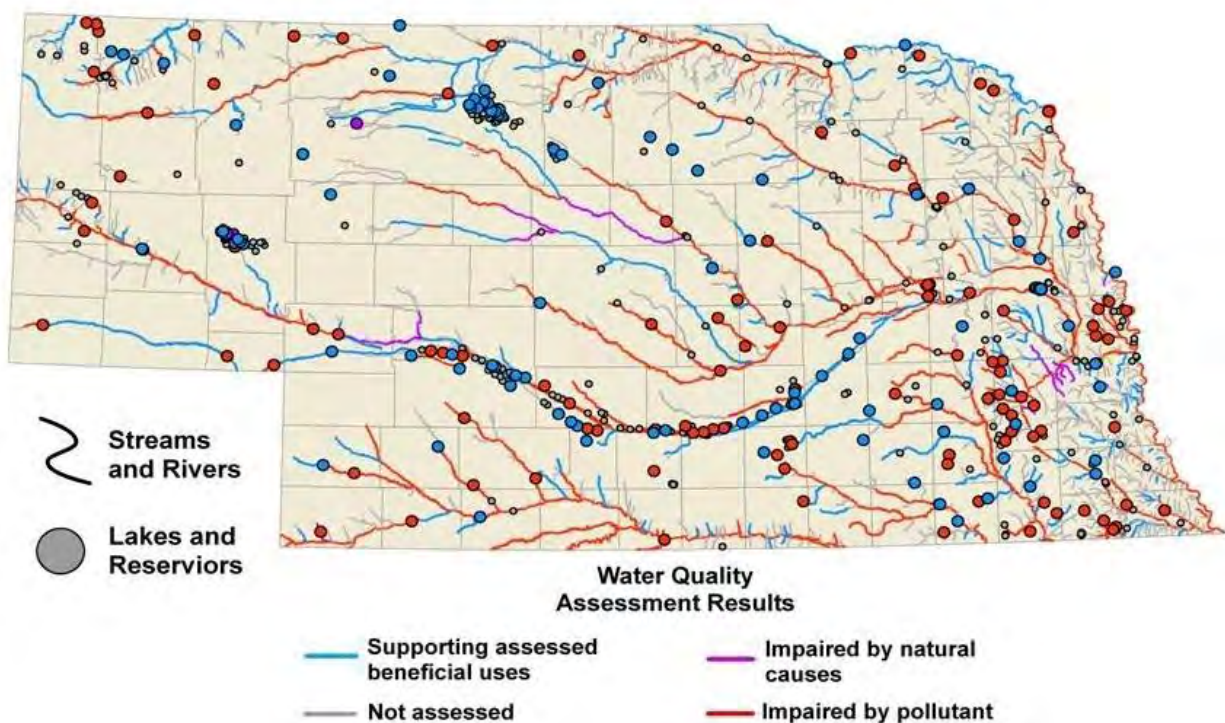 Streams
and Rivers
Lakes and
Reserviors
Water Quality
Assessment Results
Supporting assessed
beneficial uses
Not assessed
Impaired by natural
causes
Impaired by pollutant